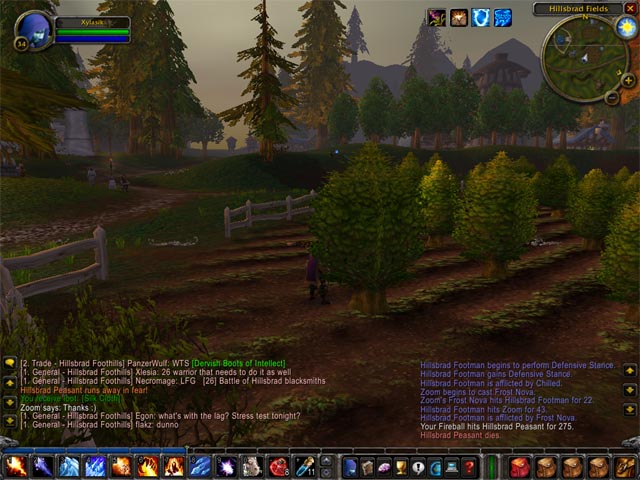 Xylasik
34
Hillsbrad Fields
N
[2. Trade - Hillsbrad Foothills] PanzerWulf: WTS [Dervish Boots of Intellect]
[1. General - Hillsbrad Foothills] Xlesia: 26 warrior that needs to do it as well
[1. General - Hillsbrad Foothills] Necromage: LFG [26] Battle of Hillsbrad blacksmiths
Hillsbrad Peasant runs away in fear!
You receive loot: [Silk Cloth].
Zoom says: Thanks :)
[1. General - Hillsbrad Foothills] Egon: what's with the lag? Stress test tonight?
[1. General - Hillsbrad Foothills] flakz: dunno
Hillsbrad Footman begins to perform Defensive Stance.
Hillsbrad Footman gains Defensive Stance.
Hillsbrad Footman is afflicted by Chilled.
Zoom begins to cast Frost Nova.
Zoom's Frost Nova hits Hillsbrad Footman for 22.
Hillsbrad Footman hits Zoom for 43.
Hillsbrad Footman is afflicted by Frost Nova.
Your Fireball hits Hillsbrad Peasant for 275.
Hillsbrad Peasant dies.
8
11